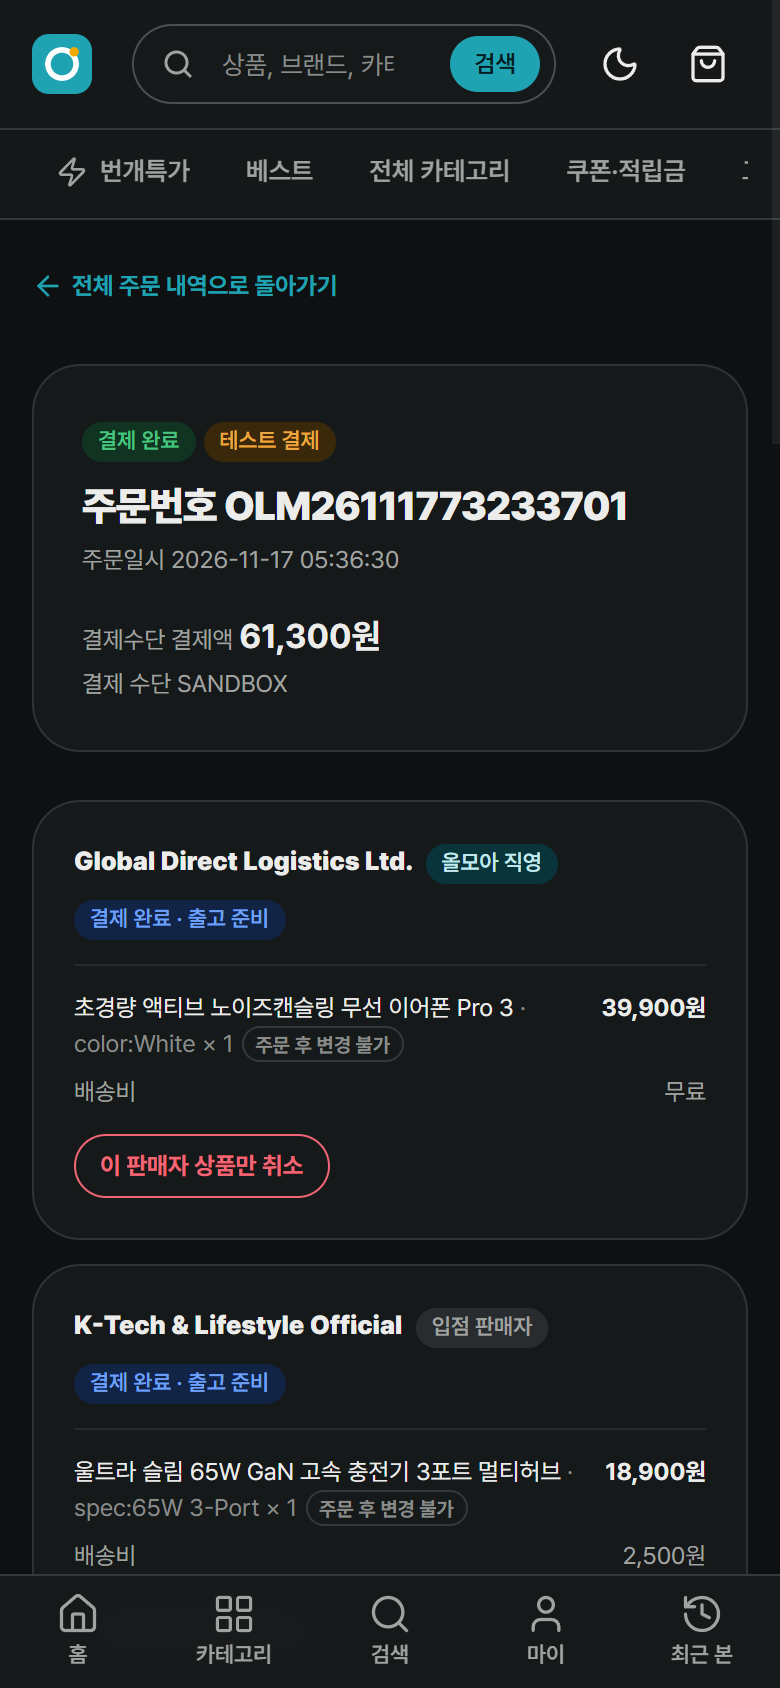 상품, 브랜드, 카
검색
번개특가
베스트
전체 카테고리
쿠폰·적립금
전체 주문 내역으로 돌아가기
결제 완료
테스트 결제
주문번호 OLM26111773233701
주문일시 2026-11-17 05:36:30
결제수단 결제액 61,300원
결제 수단 SANDBOX
Global Direct Logistics Ltd.
올모아 직영
결제 완료 · 출고 준비
초경량 액티브 노이즈캔슬링 무선 이어폰 Pro 3 ·
39,900원
color:White × 1
주문 후 변경 불가
배송비
무료
이 판매자 상품만 취소
K-Tech & Lifestyle Official
입점 판매자
결제 완료 · 출고 준비
울트라 슬림 65W GaN 고속 충전기 3포트 멀티허브 ·
18,900원
spec:65W 3-Port × 1
주문 후 변경 불가
배송비
2,500원
홈
카테고리
검색
마이
최근 본